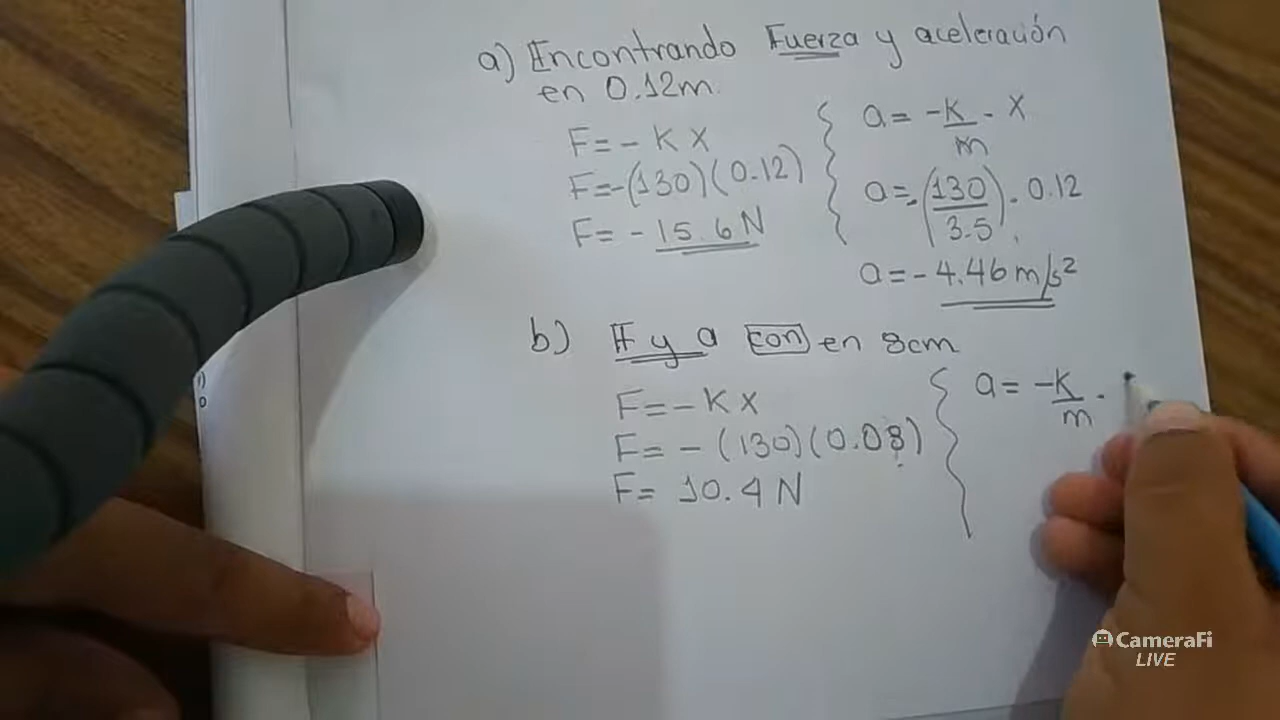 a) Encontrando Fuerza y aceleración
en 0.12m.
F = - K X
F = -(130)(0.12)
F = - 15.6 N
a = -K/m . X
a = -(130/3.5) . 0.12
a = - 4.46 m/s²
b) F y a con en 8cm
F = - K X
F = - (130)(0.08)
F = 10.4 N
a = -K/m .
CameraFi
LIVE